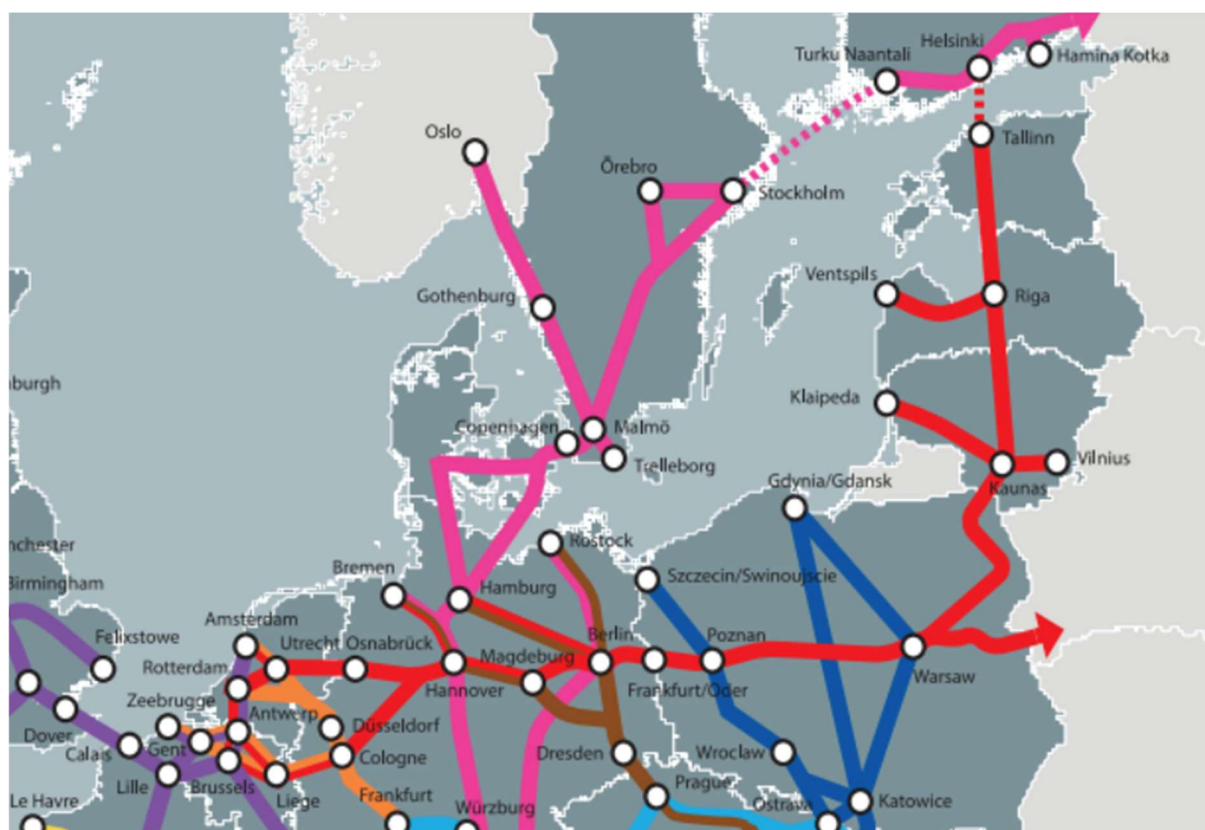 Helsinki
Turku Naantali
Hamina Kotka
Oslo
Tallinn
Örebro
Stockholm
Ventspils
Gothenburg
Riga
nburgh
Klaipeda
Copenhagen
Malmö
Trelleborg
Vilnius
Gdynia/Gdansk
Kaunas
nchester
Rostock
Birmingham
Bremen
Hamburg
Szczecin/Swinoujscie
Felixstowe
Amsterdam
Utrecht
Osnabrück
Berlin
Poznan
Rotterdam
Magdeburg
Hannover
Frankfurt/Oder
Warsaw
Zeebrugge
Antwerp
Düsseldorf
Dover
Calais
Gent
Cologne
Dresden
Wroclaw
Lille
Brussels
Liege
Prague
Le Havre
Frankfurt
Würzburg
Ostrava
Katowice